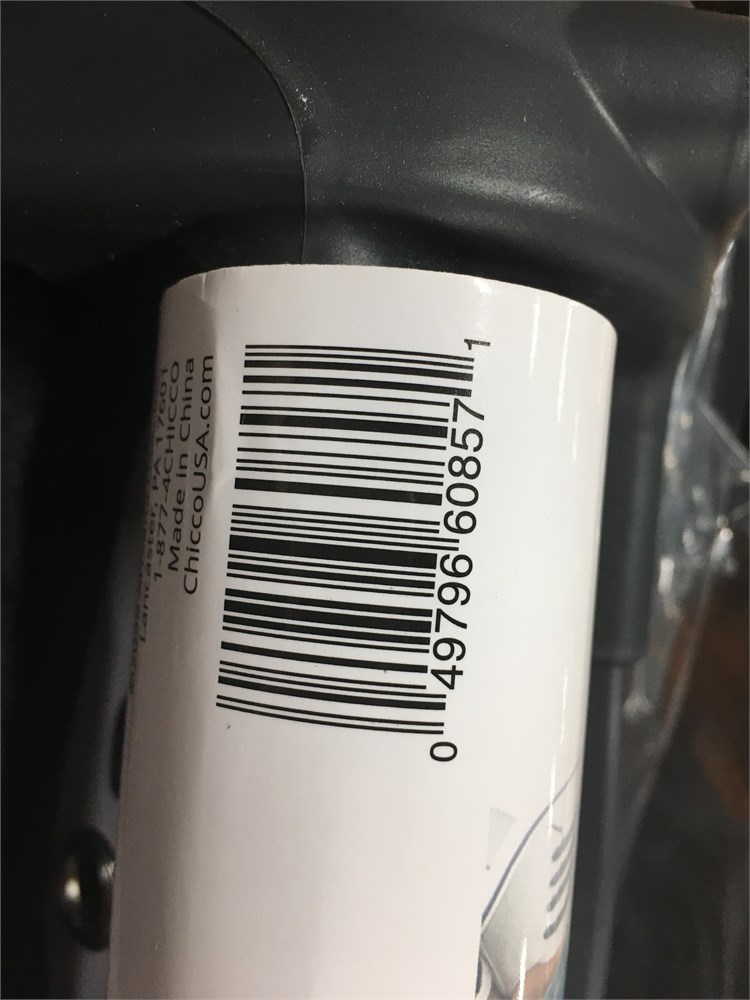 Lancaster, PA 17601
1-877-4CHICCO
Made in China
ChiccoUSA.com
0 49796 60857 1